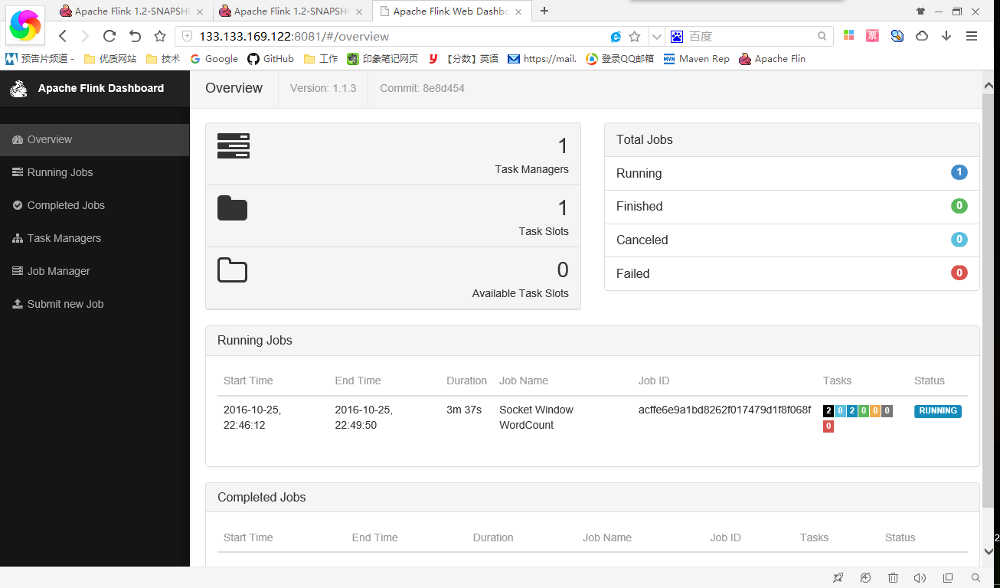 Apache Flink 1.2-SNAPSH
Apache Flink 1.2-SNAPSH
Apache Flink Web Dashbo
133.133.169.122:8081/#/overview
百度
票
预告片频道 -
优质网站
技术
Google
GitHub
工作
印象笔记网页
【分数】英语
https://mail.
登录QQ邮箱
Maven Rep
Apache Flin
Apache Flink Dashboard
Overview
Version: 1.1.3
Commit: 8e8d454
Overview
Running Jobs
Completed Jobs
Task Managers
Job Manager
Submit new Job
1
Task Managers
1
Task Slots
0
Available Task Slots
Total Jobs
Running 1
Finished 0
Canceled 0
Failed 0
Running Jobs
Start Time End Time Duration Job Name Job ID Tasks Status
2016-10-25, 2016-10-25, 3m 37s Socket Window acffe6e9a1bd8262f017479d1f8f068f 2 0 2 0 0 0 RUNNING
22:46:12 22:49:50 WordCount 0
Completed Jobs
Start Time End Time Duration Job Name Job ID Tasks Status
2